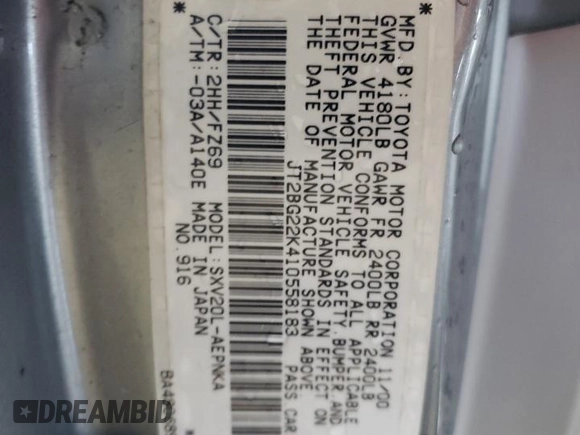 MFD. BY: TOYOTA MOTOR CORPORATION 11/00
GVWR 4180LB GAWR FR 2400LB RR 2400LB
THIS VEHICLE CONFORMS TO ALL APPLICABLE
FEDERAL MOTOR VEHICLE SAFETY, BUMPER AND
THEFT PREVENTION STANDARDS IN EFFECT ON
THE DATE OF MANUFACTURE SHOWN ABOVE.
JT2BG22K410558183 PASS CAR
*
*
C/TR: 2HH/FZ69 MODEL: SXV20L-AEPNKA
A/TM: -03A/A140E MADE IN JAPAN
NO. 916
DREAMBID